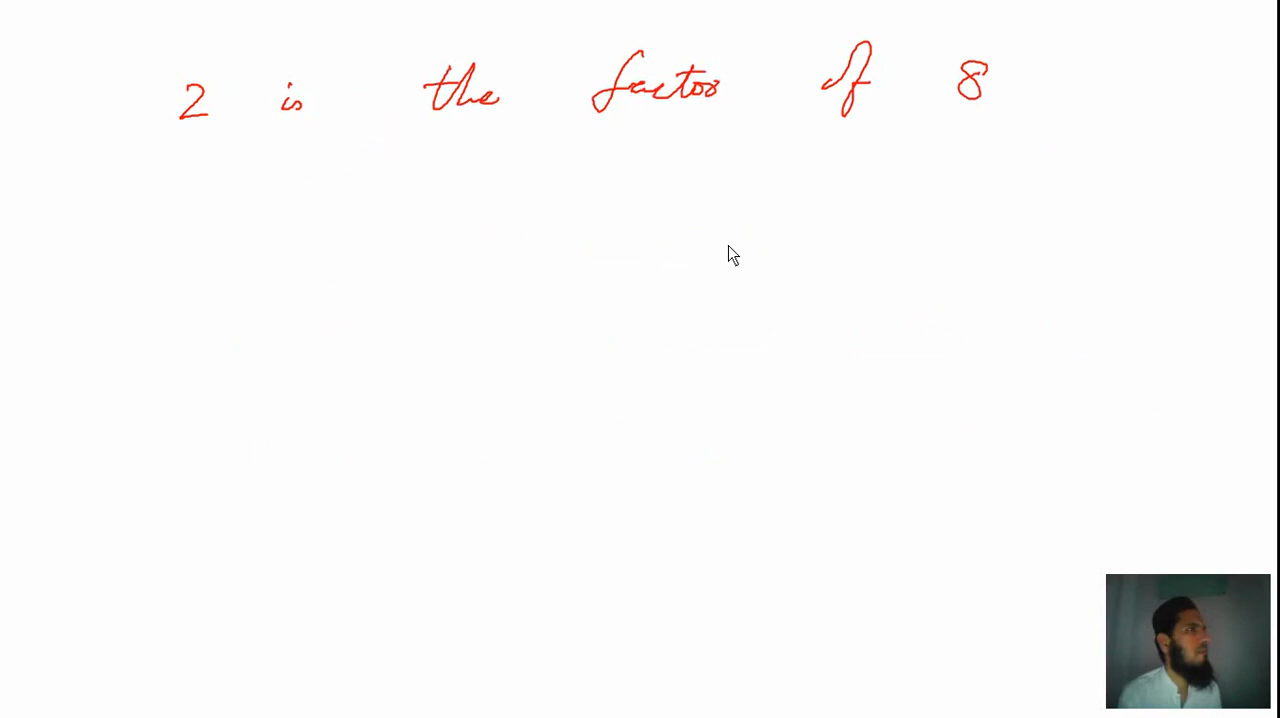 2 is the factor of 8